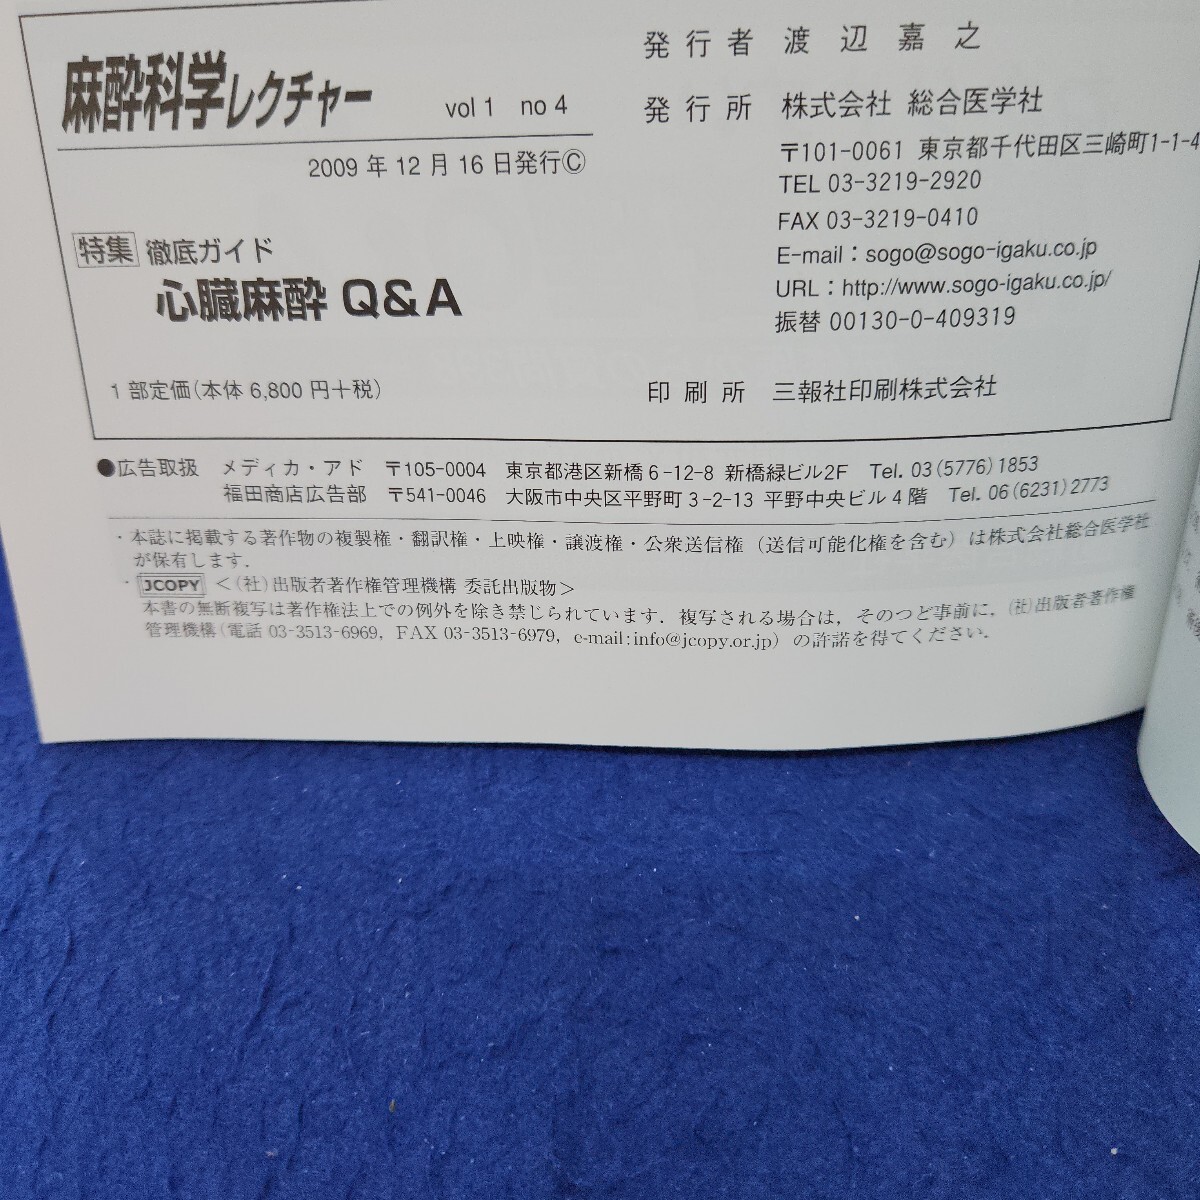 麻酔科学レクチャー vol 1 no 4
2009 年 12 月 16 日発行Ⓒ
特集 徹底ガイド
心臓麻酔 Q&A
1 部定価(本体 6,800 円+税)
発行者 渡辺嘉之
発行所 株式会社 総合医学社
〒101-0061 東京都千代田区三崎町1-1-4
TEL 03-3219-2920
FAX 03-3219-0410
E-mail：sogo@sogo-igaku.co.jp
URL：http://www.sogo-igaku.co.jp/
振替 00130-0-409319
印刷所 三報社印刷株式会社
●広告取扱 メディカ・アド 〒105-0004 東京都港区新橋 6-12-8 新橋緑ビル2F Tel. 03(5776)1853
福田商店広告部 〒541-0046 大阪市中央区平野町 3-2-13 平野中央ビル 4 階 Tel. 06(6231)2773
・本誌に掲載する著作物の複製権・翻訳権・上映権・譲渡権・公衆送信権（送信可能化権を含む）は株式会社総合医学社
が保有します．
・JCOPY ＜(社)出版者著作権管理機構 委託出版物＞
本書の無断複写は著作権法上での例外を除き禁じられています．複写される場合は，そのつど事前に，(社)出版者著作権
管理機構(電話 03-3513-6969，FAX 03-3513-6979，e-mail:info@jcopy.or.jp）の許諾を得てください．